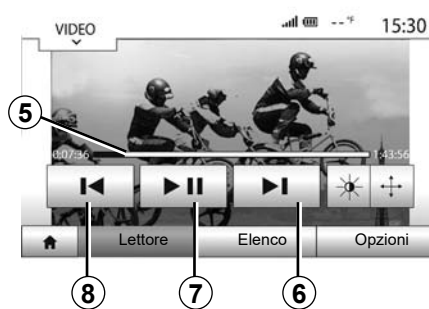 VIDEO
--°F
15:30
5
0:07:36
1:43:56
Lettore
Elenco
Opzioni
8
7
6